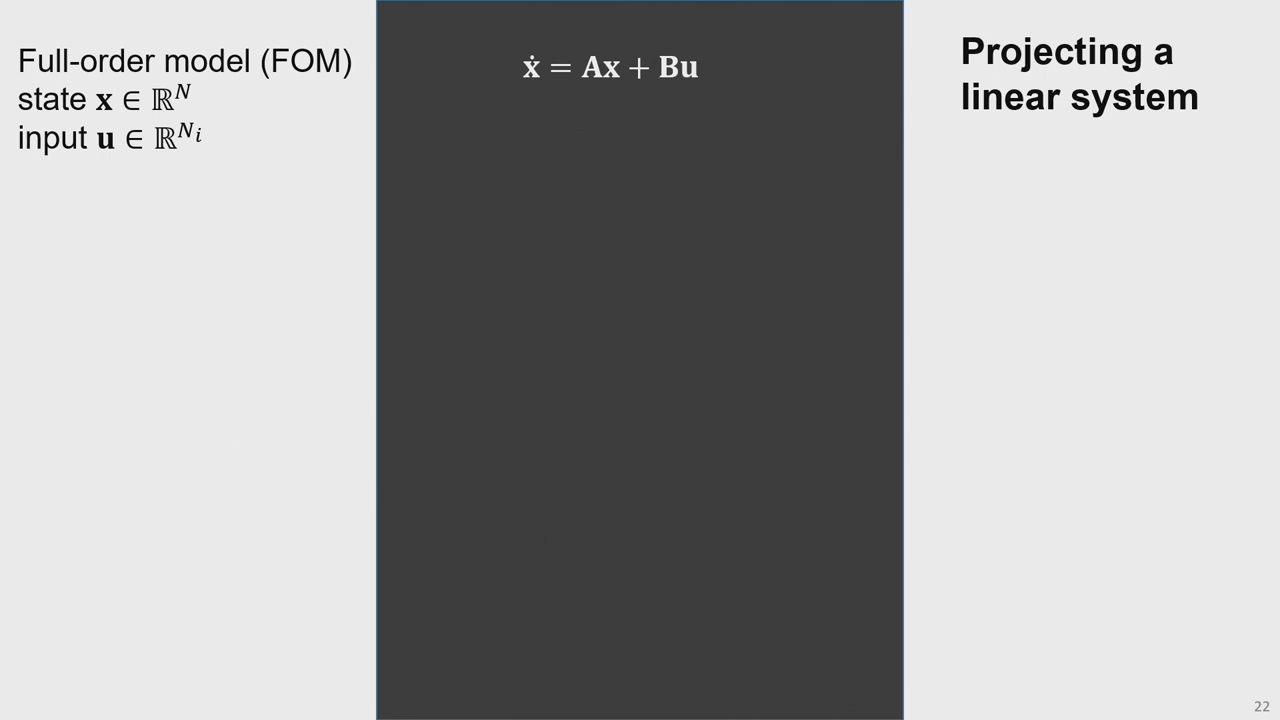 Full-order model (FOM)
state 𝐱 ∈ ℝ^N
input 𝐮 ∈ ℝ^{N_i}
ẋ = Ax + Bu
Projecting a
linear system
22